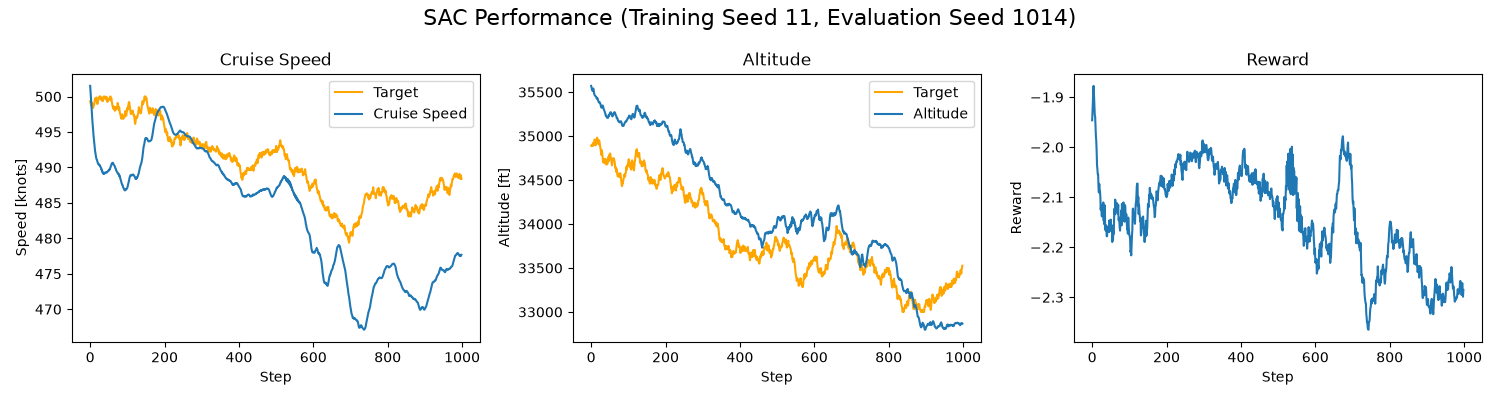 SAC Performance (Training Seed 11, Evaluation Seed 1014)
Cruise Speed
Target
Cruise Speed
500
495
490
485
480
475
470
Speed [knots]
0 200 400 600 800 1000
Step
Altitude
Target
Altitude
35500
35000
34500
34000
33500
33000
Altitude [ft]
0 200 400 600 800 1000
Step
Reward
−1.9
−2.0
−2.1
−2.2
−2.3
Reward
0 200 400 600 800 1000
Step